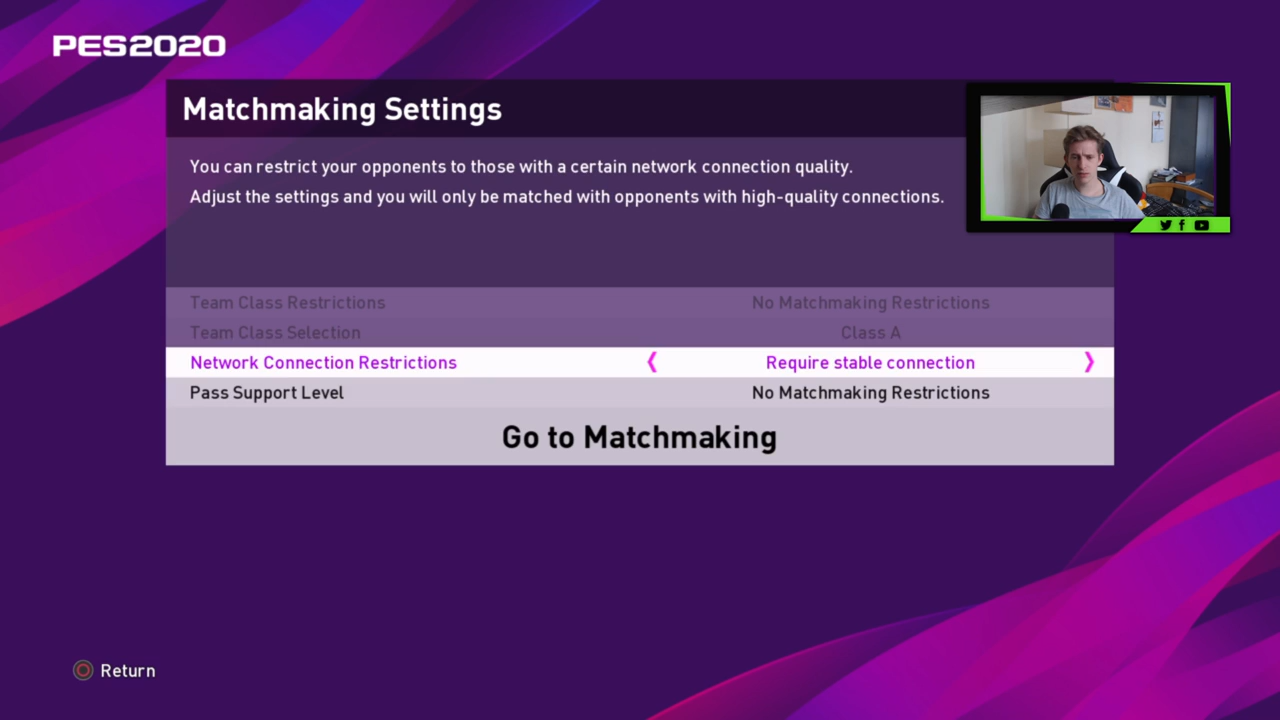 PES2020
Matchmaking Settings
You can restrict your opponents to those with a certain network connection quality.
Adjust the settings and you will only be matched with opponents with high-quality connections.
Team Class Restrictions No Matchmaking Restrictions
Team Class Selection Class A
Network Connection Restrictions Require stable connection
Pass Support Level No Matchmaking Restrictions
Go to Matchmaking
Return